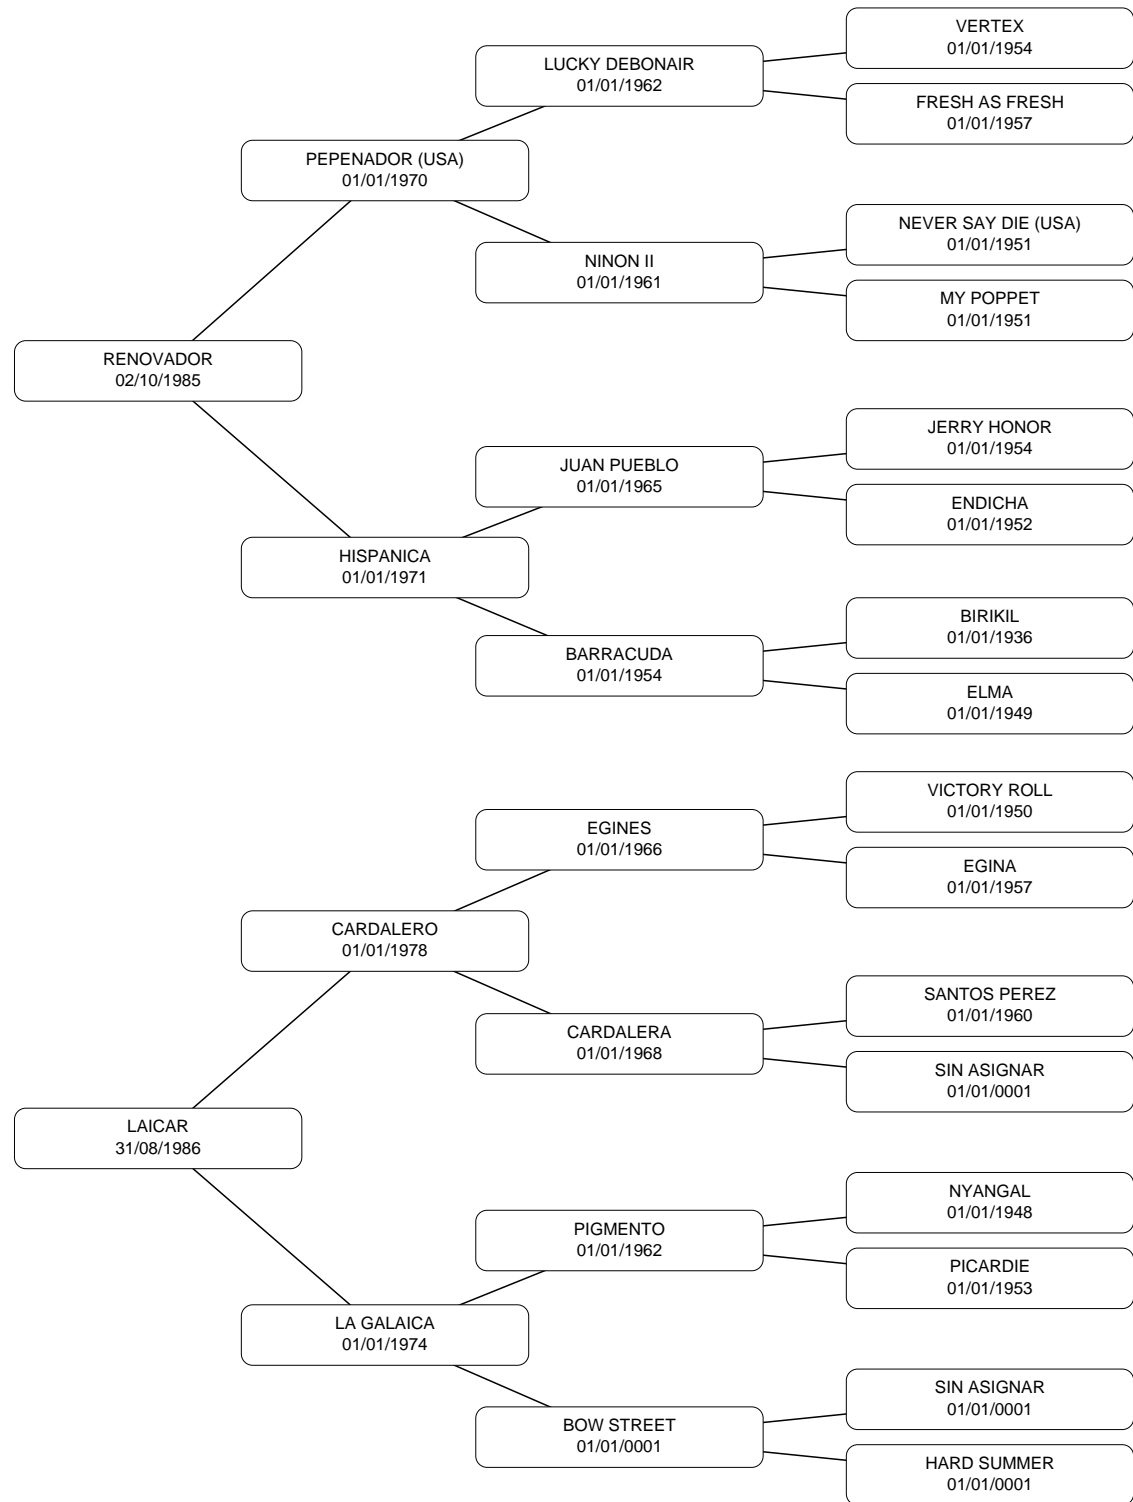 VERTEX
01/01/1954
LUCKY DEBONAIR
01/01/1962
FRESH AS FRESH
01/01/1957
PEPENADOR (USA)
01/01/1970
NEVER SAY DIE (USA)
01/01/1951
NINON II
01/01/1961
MY POPPET
01/01/1951
RENOVADOR
02/10/1985
JERRY HONOR
01/01/1954
JUAN PUEBLO
01/01/1965
ENDICHA
01/01/1952
HISPANICA
01/01/1971
BIRIKIL
01/01/1936
BARRACUDA
01/01/1954
ELMA
01/01/1949
VICTORY ROLL
01/01/1950
EGINES
01/01/1966
EGINA
01/01/1957
CARDALERO
01/01/1978
SANTOS PEREZ
01/01/1960
CARDALERA
01/01/1968
SIN ASIGNAR
01/01/0001
LAICAR
31/08/1986
NYANGAL
01/01/1948
PIGMENTO
01/01/1962
PICARDIE
01/01/1953
LA GALAICA
01/01/1974
SIN ASIGNAR
01/01/0001
BOW STREET
01/01/0001
HARD SUMMER
01/01/0001